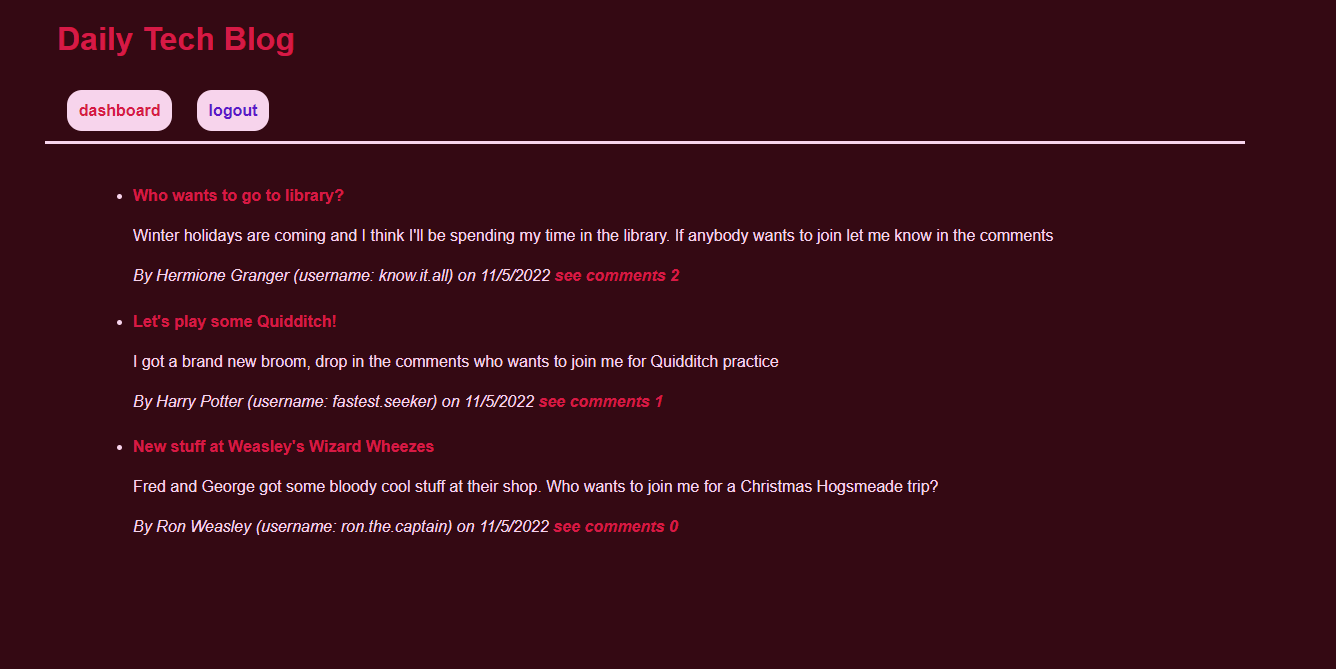 Daily Tech Blog
dashboard logout
Who wants to go to library?
Winter holidays are coming and I think I'll be spending my time in the library. If anybody wants to join let me know in the comments
By Hermione Granger (username: know.it.all) on 11/5/2022 see comments 2
Let's play some Quidditch!
I got a brand new broom, drop in the comments who wants to join me for Quidditch practice
By Harry Potter (username: fastest.seeker) on 11/5/2022 see comments 1
New stuff at Weasley's Wizard Wheezes
Fred and George got some bloody cool stuff at their shop. Who wants to join me for a Christmas Hogsmeade trip?
By Ron Weasley (username: ron.the.captain) on 11/5/2022 see comments 0